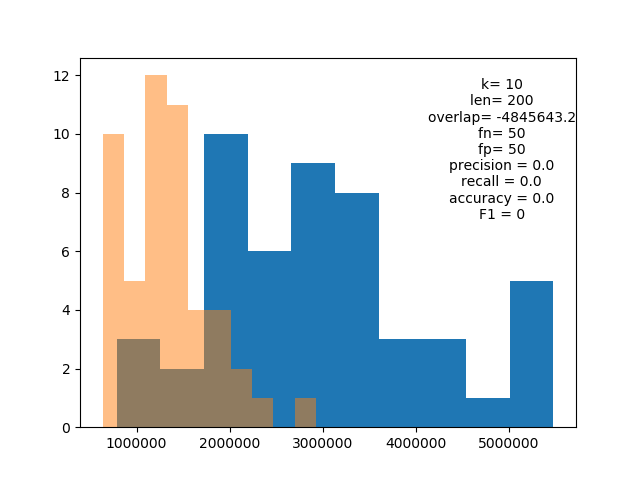 12
10
8
6
4
2
0
k= 10
len= 200
overlap= -4845643.2
fn= 50
fp= 50
precision = 0.0
recall = 0.0
accuracy = 0.0
F1 = 0
1000000 2000000 3000000 4000000 5000000